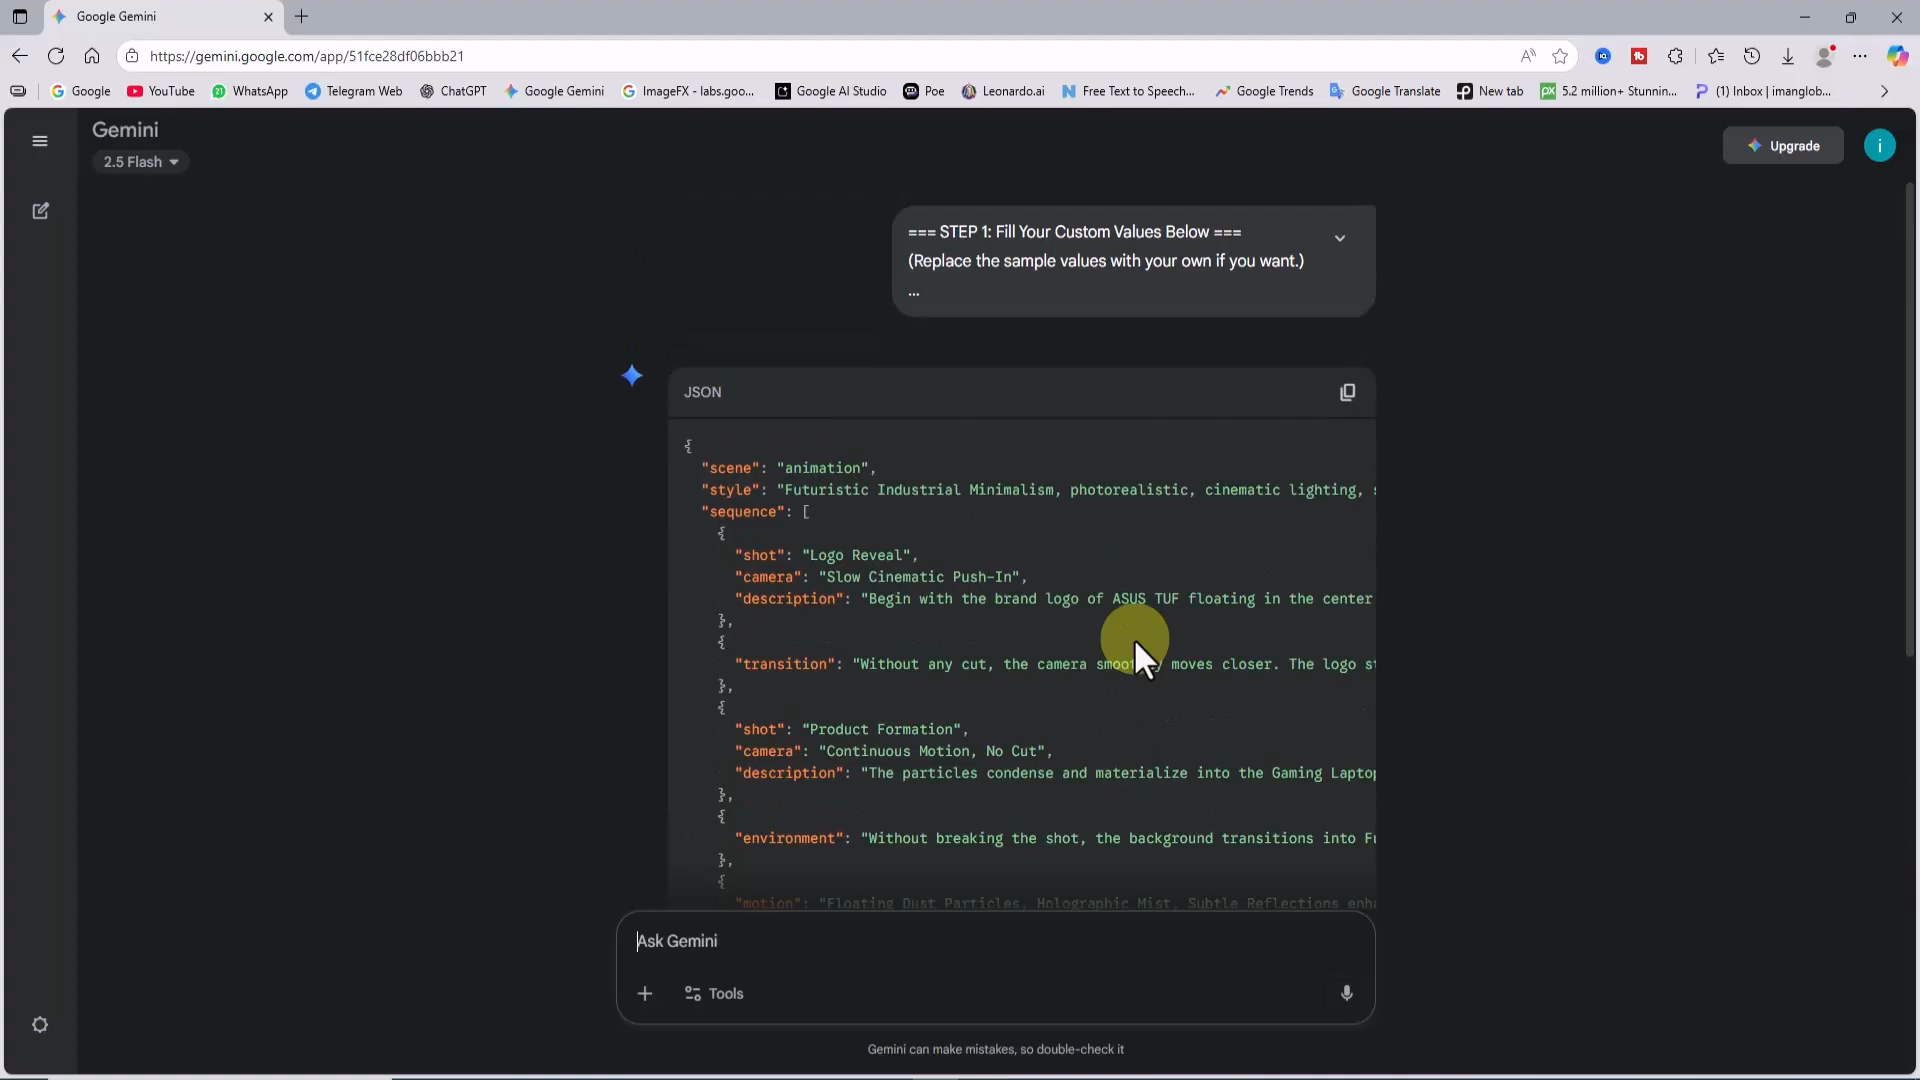 Google Gemini
https://gemini.google.com/app/51fce28df06bbb21
Google
YouTube
WhatsApp
Telegram Web
ChatGPT
Google Gemini
ImageFX - labs.goo...
Google AI Studio
Poe
Leonardo.ai
Free Text to Speech...
Google Trends
Google Translate
New tab
5.2 million+ Stunnin...
(1) Inbox | imanglob...
Gemini
2.5 Flash
Upgrade
i
=== STEP 1: Fill Your Custom Values Below ===
(Replace the sample values with your own if you want.)
...
JSON
{
"scene": "animation",
"style": "Futuristic Industrial Minimalism, photorealistic, cinematic lighting,
"sequence": [
{
"shot": "Logo Reveal",
"camera": "Slow Cinematic Push-In",
"description": "Begin with the brand logo of ASUS TUF floating in the center
},
{
"transition": "Without any cut, the camera moves closer. The logo
},
{
"shot": "Product Formation",
"camera": "Continuous Motion, No Cut",
"description": "The particles condense and materialize into the Gaming Laptop
},
{
"environment": "Without breaking the shot, the background transitions into
},
{
"motion": "Floating Dust Particles, Holographic Mist, Subtle Reflections
Ask Gemini
Tools
Gemini can make mistakes, so double-check it